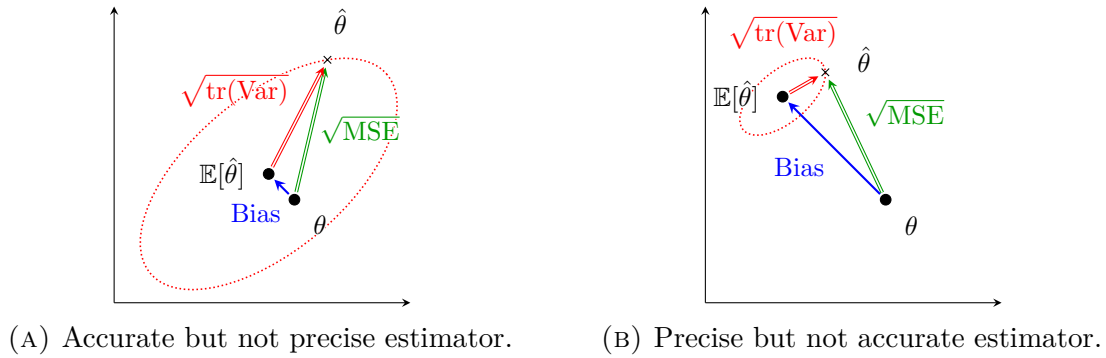 θ̂
√tr(Var)
√MSE
𝔼[θ̂]
Bias
θ
(A) Accurate but not precise estimator.
√tr(Var)
θ̂
𝔼[θ̂]
√MSE
Bias
θ
(B) Precise but not accurate estimator.